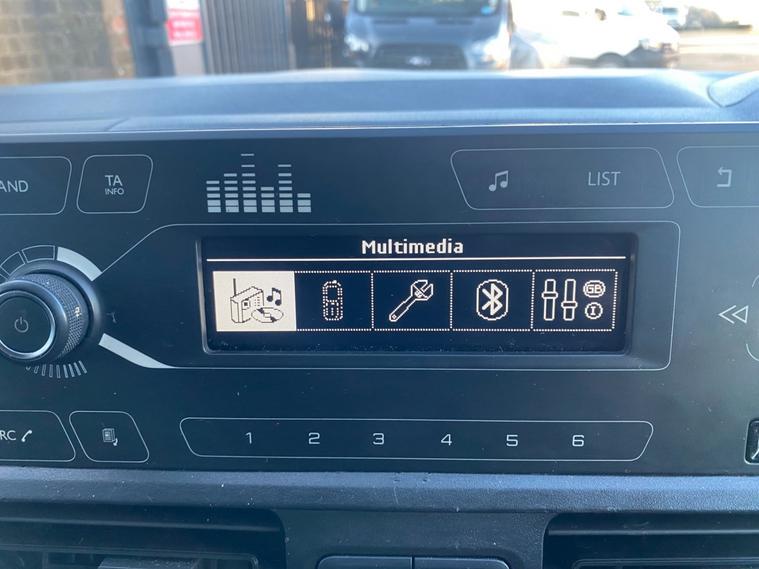 AND
TA
INFO
LIST
Multimedia
GB
I
RC
1 2 3 4 5 6